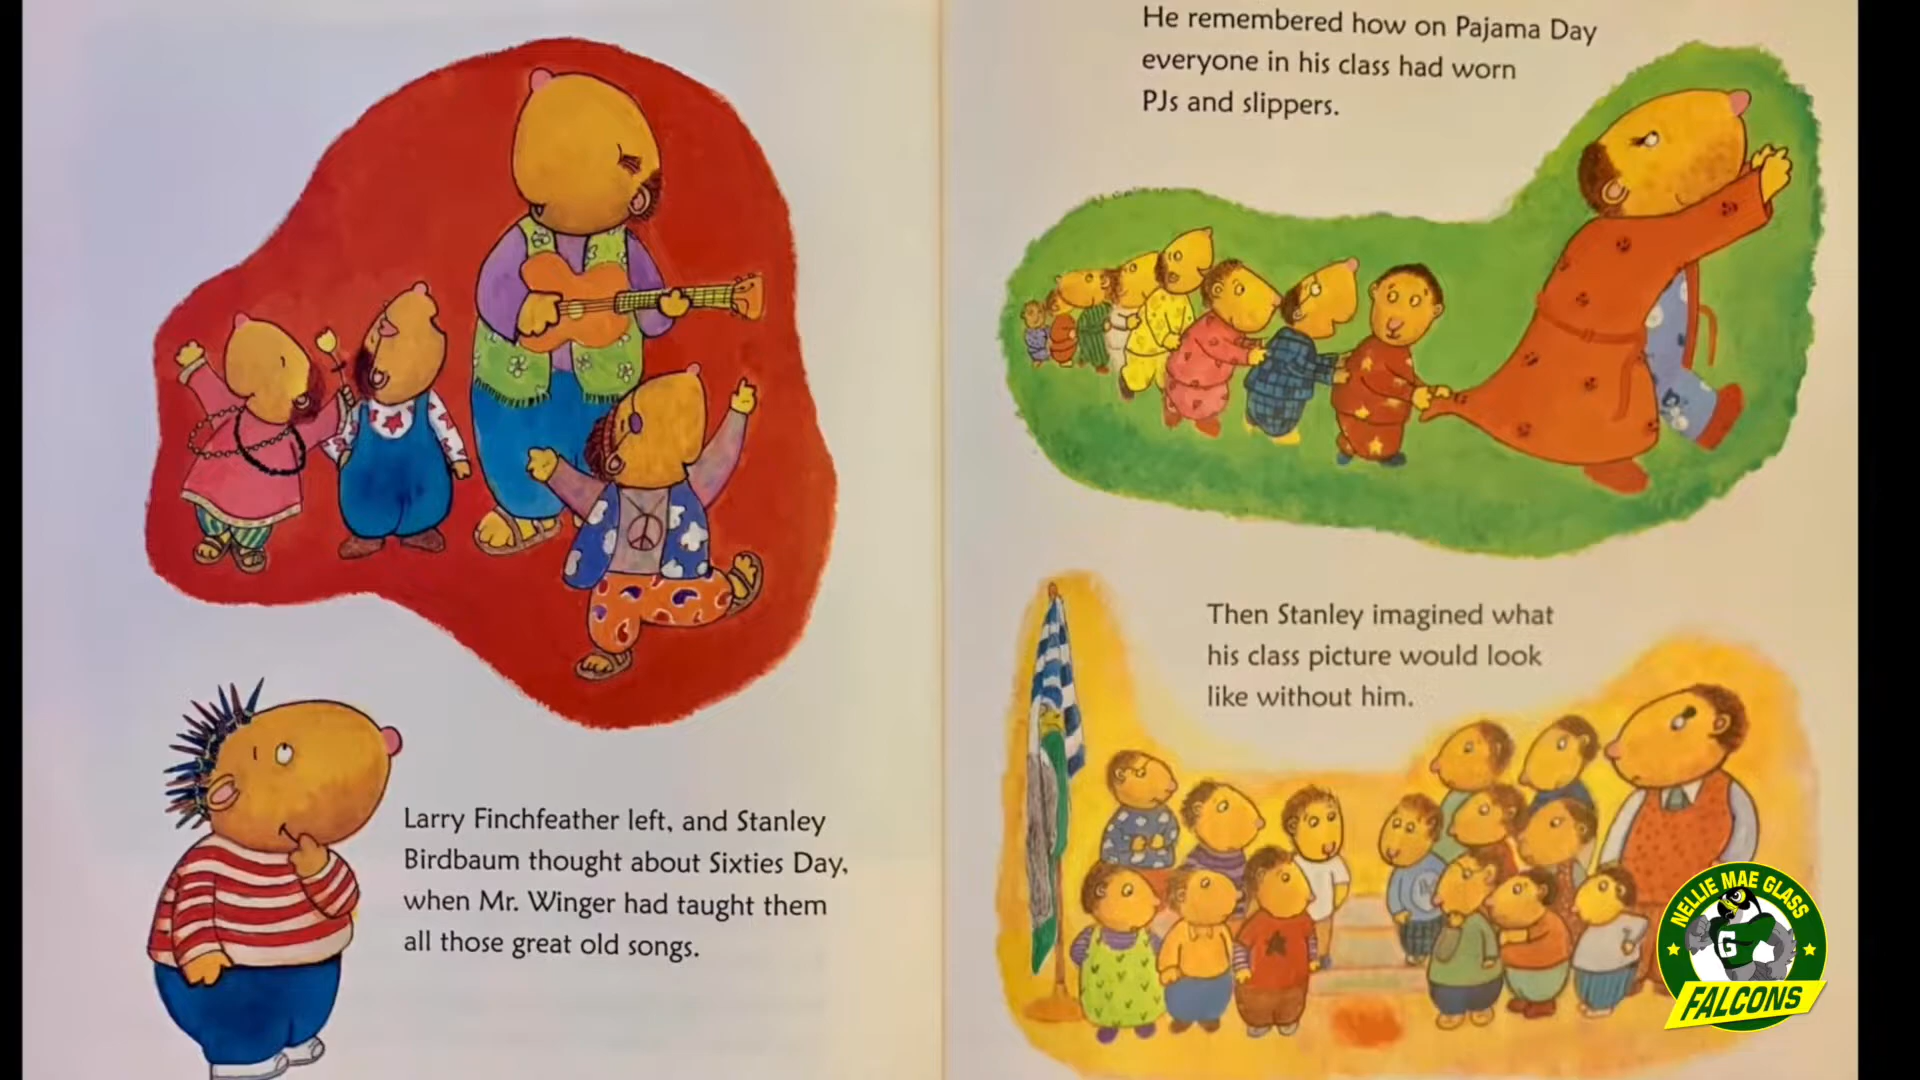 Larry Finchfeather left, and Stanley
Birdbaum thought about Sixties Day,
when Mr. Winger had taught them
all those great old songs.
He remembered how on Pajama Day
everyone in his class had worn
PJs and slippers.
Then Stanley imagined what
his class picture would look
like without him.
NELLIE MAE GLASS
G
FALCONS